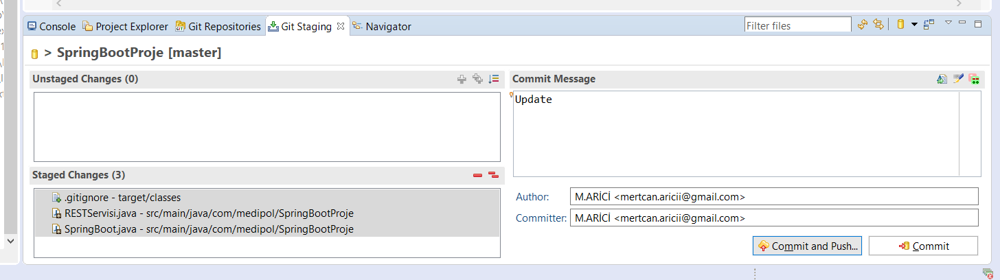 Console Project Explorer Git Repositories Git Staging Navigator Filter files
> SpringBootProje [master]
Unstaged Changes (0)
Commit Message
Update
Staged Changes (3)
.gitignore - target/classes
RESTServisi.java - src/main/java/com/medipol/SpringBootProje
SpringBoot.java - src/main/java/com/medipol/SpringBootProje
Author: M.ARİCİ <mertcan.aricii@gmail.com>
Committer: M.ARİCİ <mertcan.aricii@gmail.com>
Commit and Push... Commit